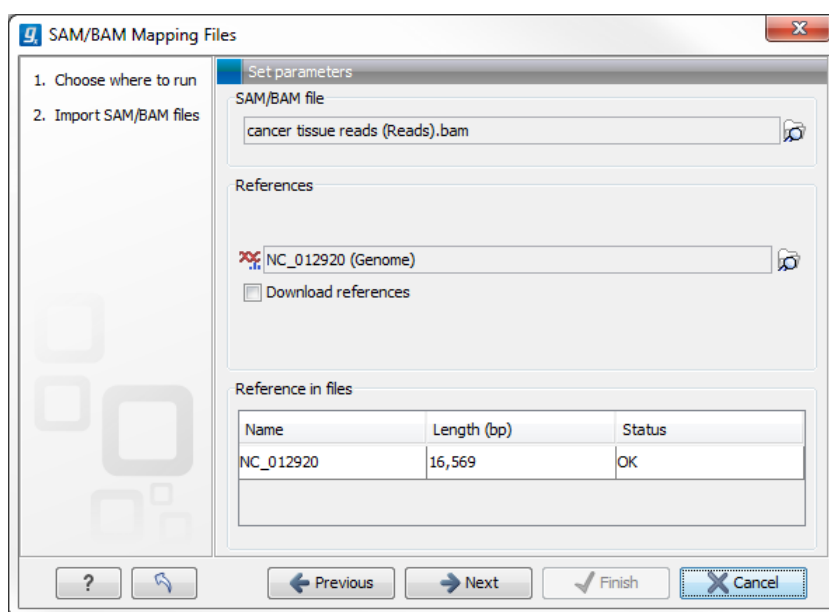 SAM/BAM Mapping Files
1. Choose where to run
2. Import SAM/BAM files
Set parameters
SAM/BAM file
cancer tissue reads (Reads).bam
References
NC_012920 (Genome)
Download references
Reference in files
Name Length (bp) Status
NC_012920 16,569 OK
? Previous Next Finish Cancel